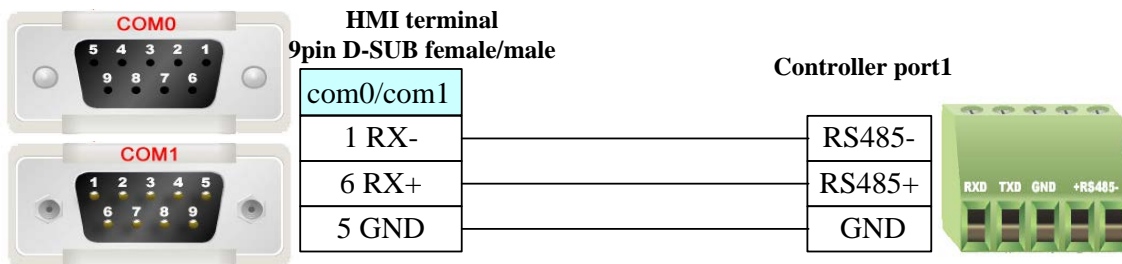 COM0
5 4 3 2 1
9 8 7 6
COM1
1 2 3 4 5
6 7 8 9
HMI terminal
9pin D-SUB female/male
com0/com1
1 RX-
6 RX+
5 GND
Controller port1
RS485-
RS485+
GND
RXD TXD GND +RS485-